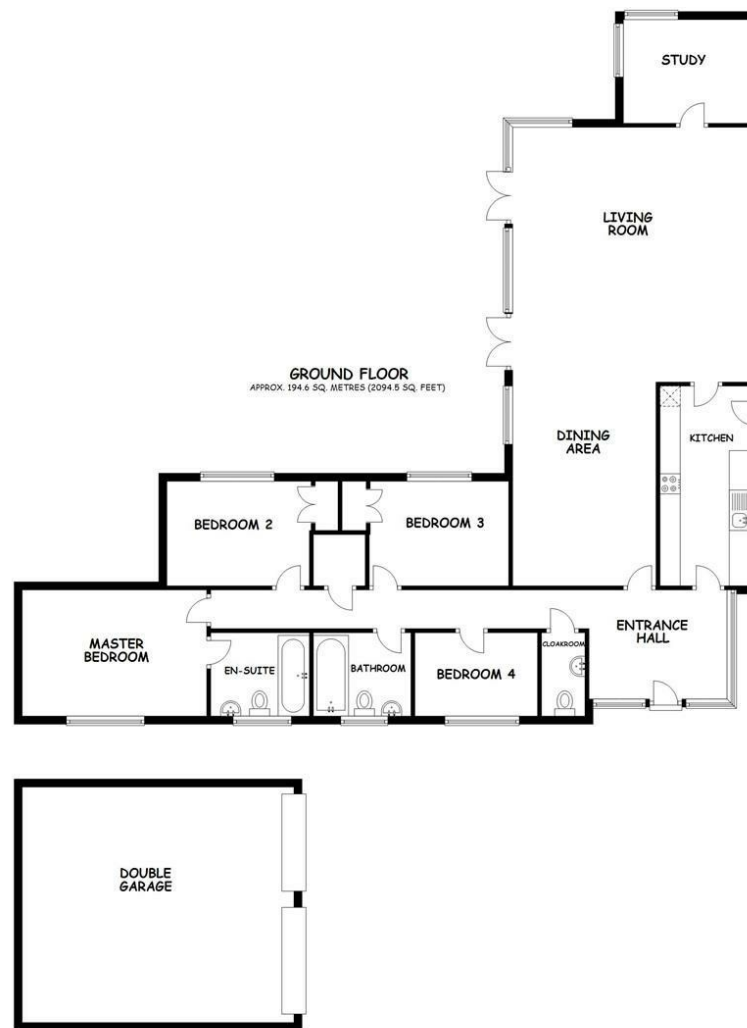 STUDY
LIVING
ROOM
GROUND FLOOR
APPROX. 194.6 SQ. METRES (2094.5 SQ. FEET)
DINING
AREA
KITCHEN
BEDROOM 2
BEDROOM 3
MASTER
BEDROOM
EN-SUITE
BATHROOM
BEDROOM 4
CLOAKROOM
ENTRANCE
HALL
DOUBLE
GARAGE